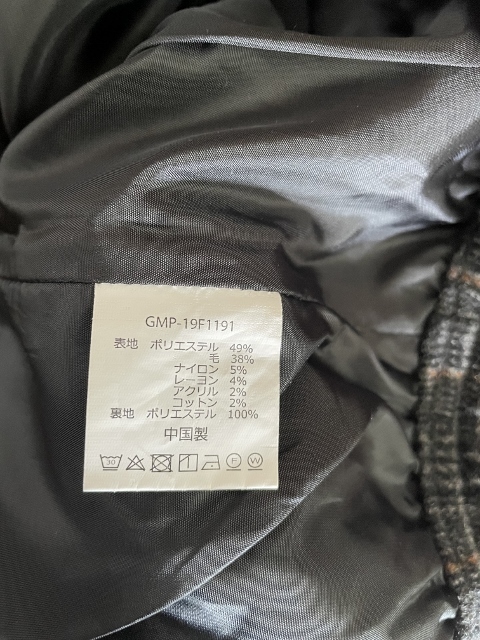 GMP-19F1191
表地 ポリエステル 49%
毛 38%
ナイロン 5%
レーヨン 4%
アクリル 2%
コットン 2%
裏地 ポリエステル 100%
中国製
30 F W